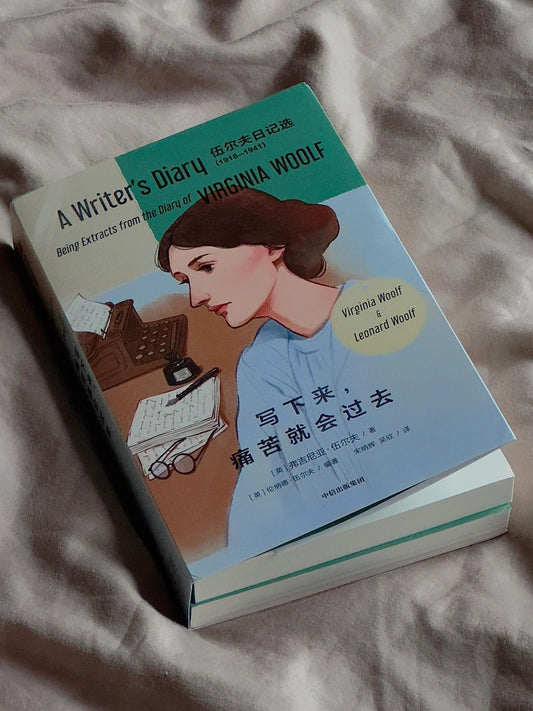 A Writer's Diary
伍尔夫日记选
(1918—1941)
Being Extracts from the Diary of VIRGINIA WOOLF
Virginia Woolf
&
Leonard Woolf
写下来，
痛苦就会过去
[英] 弗吉尼亚·伍尔夫 / 著
[英] 伦纳德·伍尔夫 / 编著 宋炳辉 吴欣 / 译
中信出版集团